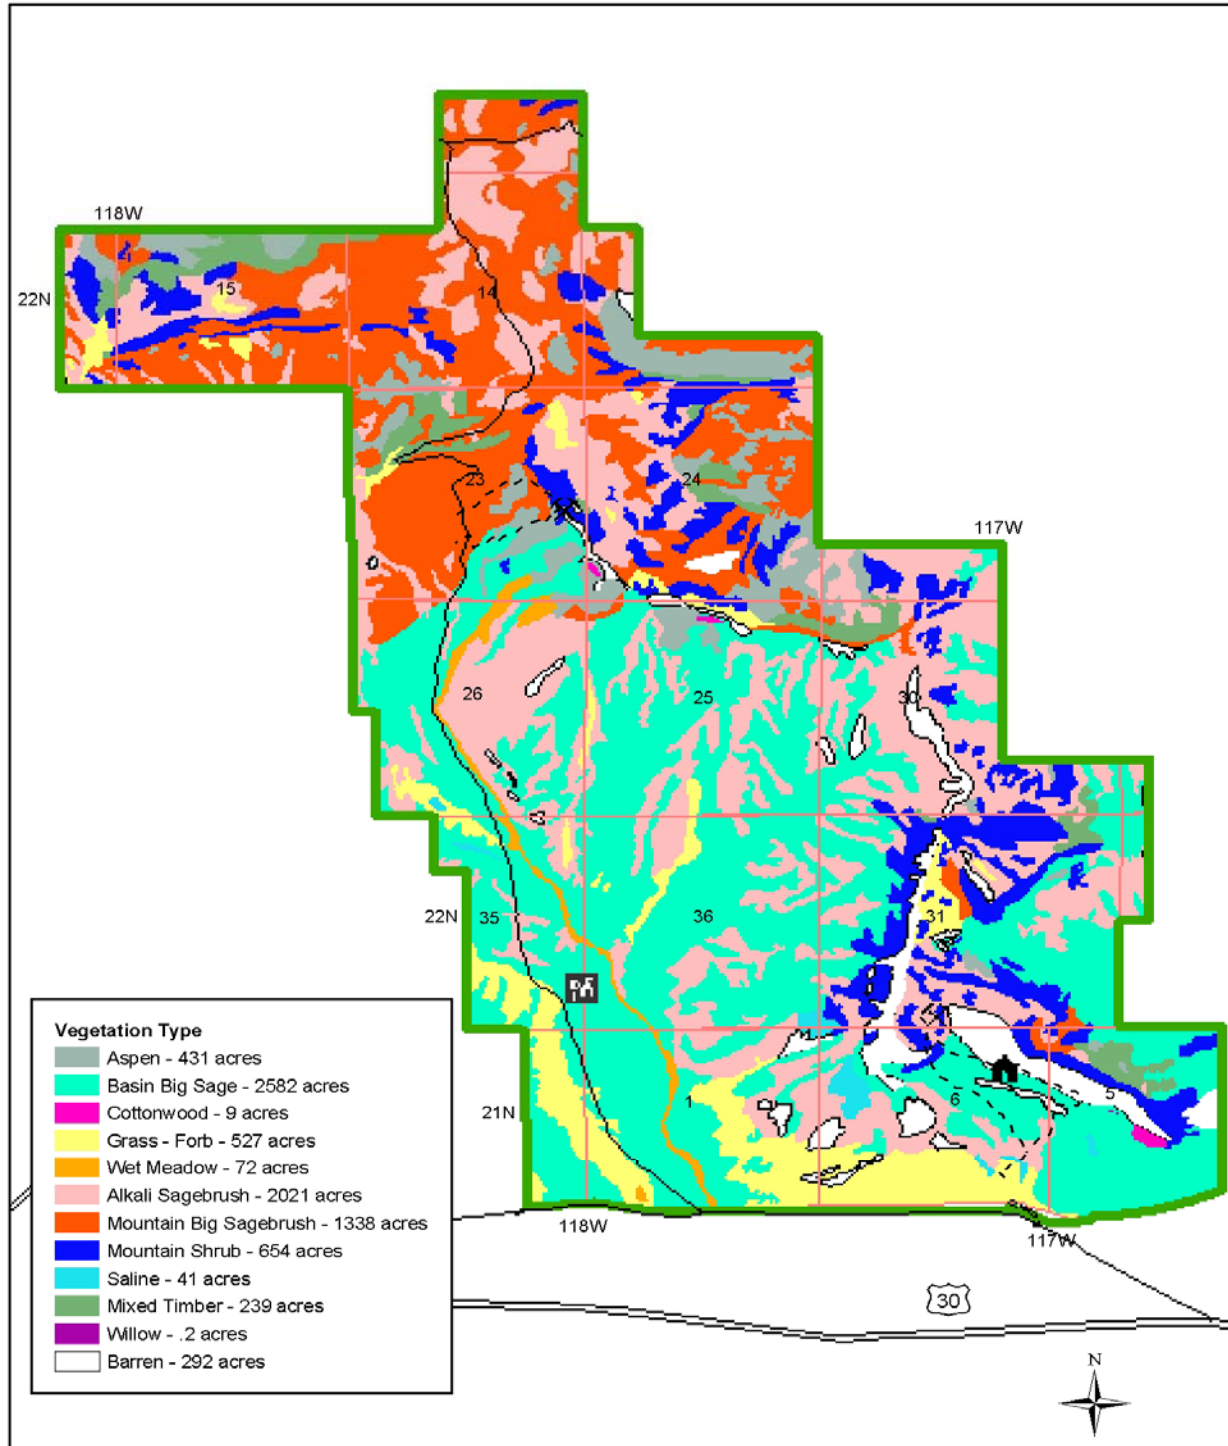 118W
22N
15
14
23
24
117W
26
25
30
22N
35
36
31
Vegetation Type
Aspen - 431 acres
Basin Big Sage - 2582 acres
Cottonwood - 9 acres
Grass - Forb - 527 acres
Wet Meadow - 72 acres
Alkali Sagebrush - 2021 acres
Mountain Big Sagebrush - 1338 acres
Mountain Shrub - 654 acres
Saline - 41 acres
Mixed Timber - 239 acres
Willow - .2 acres
Barren - 292 acres
21N
1
6
5
118W
117W
30
N